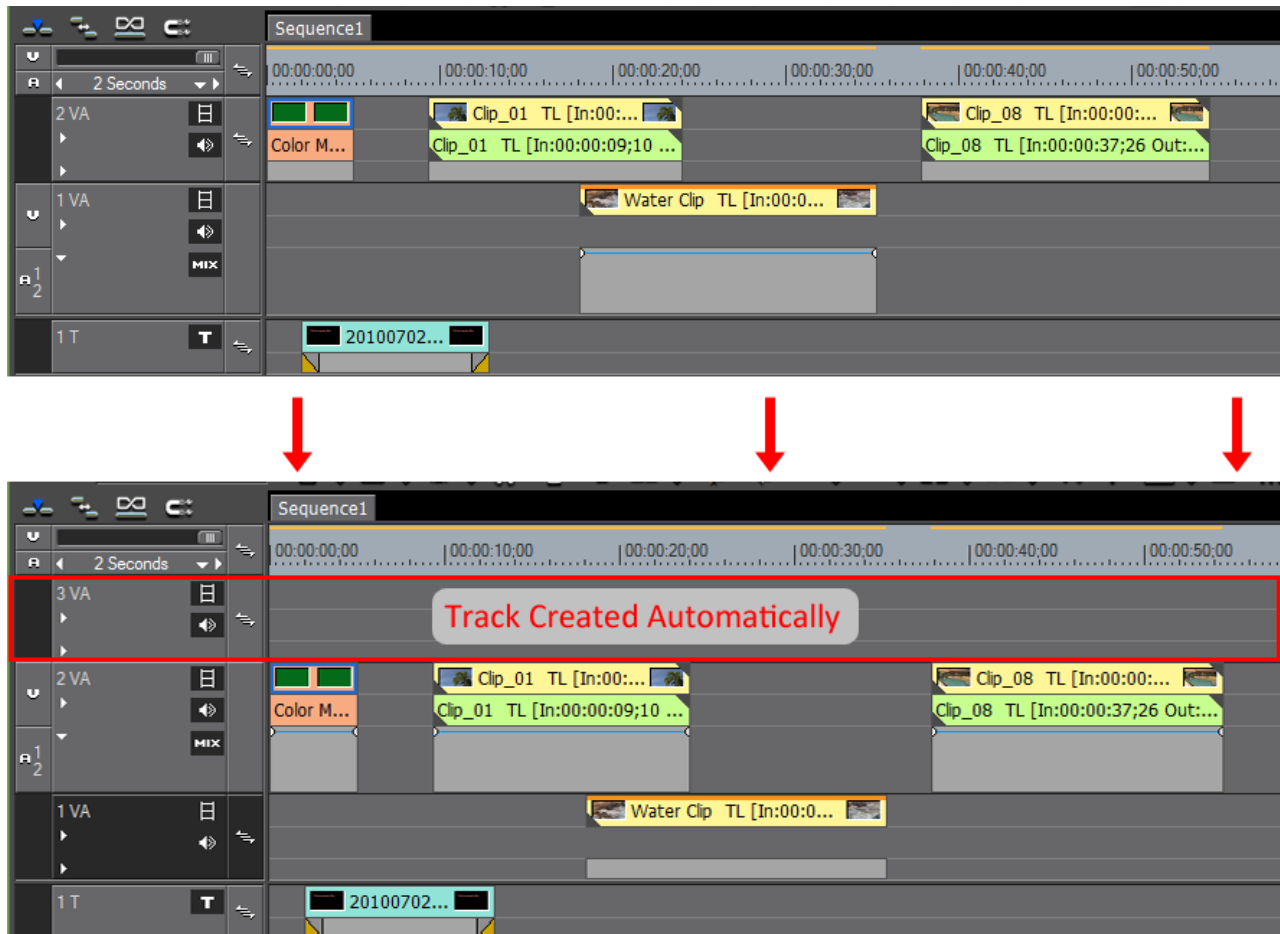 Sequence1
00:00:00;00 00:00:10;00 00:00:20;00 00:00:30;00 00:00:40;00 00:00:50;00
V
A 2 Seconds
2 VA Clip_01 TL [In:00:... Clip_08 TL [In:00:00:...
Color M... Clip_01 TL [In:00:00:09;10 ... Clip_08 TL [In:00:00:37;26 Out:...
1 VA Water Clip TL [In:00:0...
V
MIX
A 1
2
1 T T 20100702...
Sequence1
00:00:00;00 00:00:10;00 00:00:20;00 00:00:30;00 00:00:40;00 00:00:50;00
V
A 2 Seconds
3 VA
Track Created Automatically
2 VA Clip_01 TL [In:00:... Clip_08 TL [In:00:00:...
V
Color M... Clip_01 TL [In:00:00:09;10 ... Clip_08 TL [In:00:00:37;26 Out:...
MIX
A 1
2
1 VA Water Clip TL [In:00:0...
1 T T 20100702...